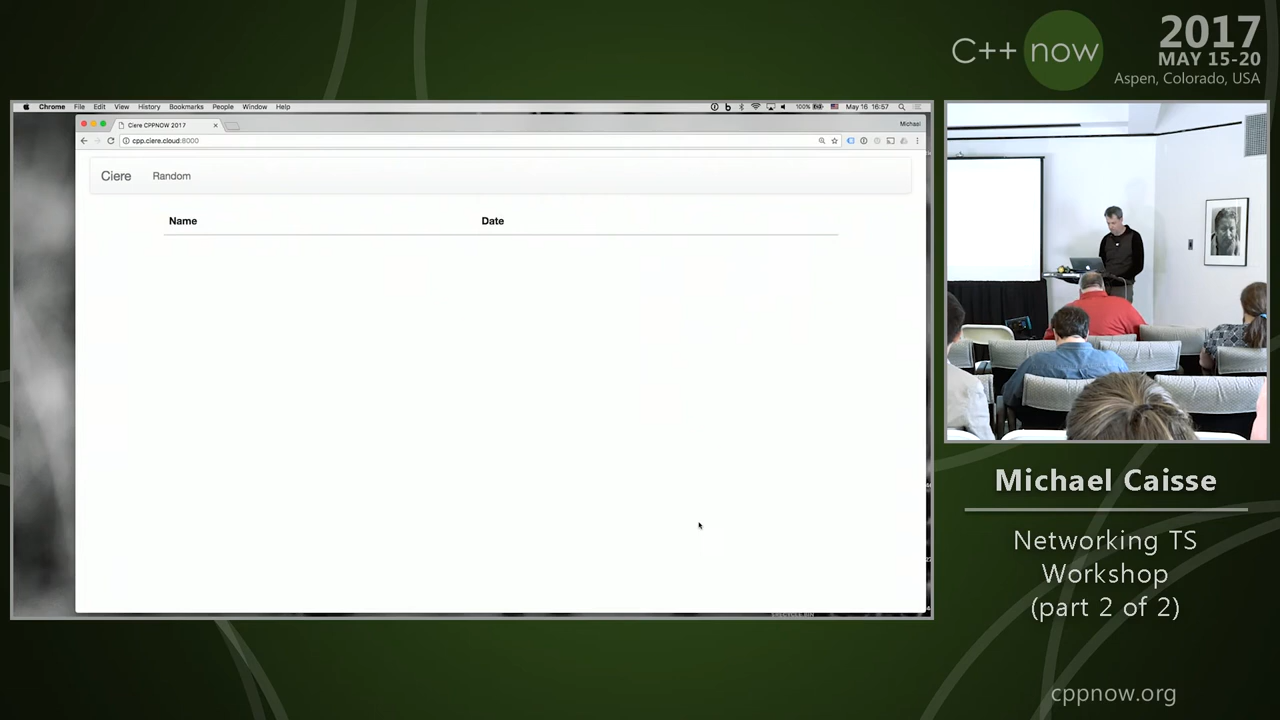 C++ now
2017
MAY 15-20
Aspen, Colorado, USA
Chrome File Edit View History Bookmarks People Window Help
100% May 16 16:57
Ciere CPPNOW 2017
Michael
cpp.ciere.cloud:8000
Ciere Random
Name Date
Michael Caisse
Networking TS
Workshop
(part 2 of 2)
cppnow.org